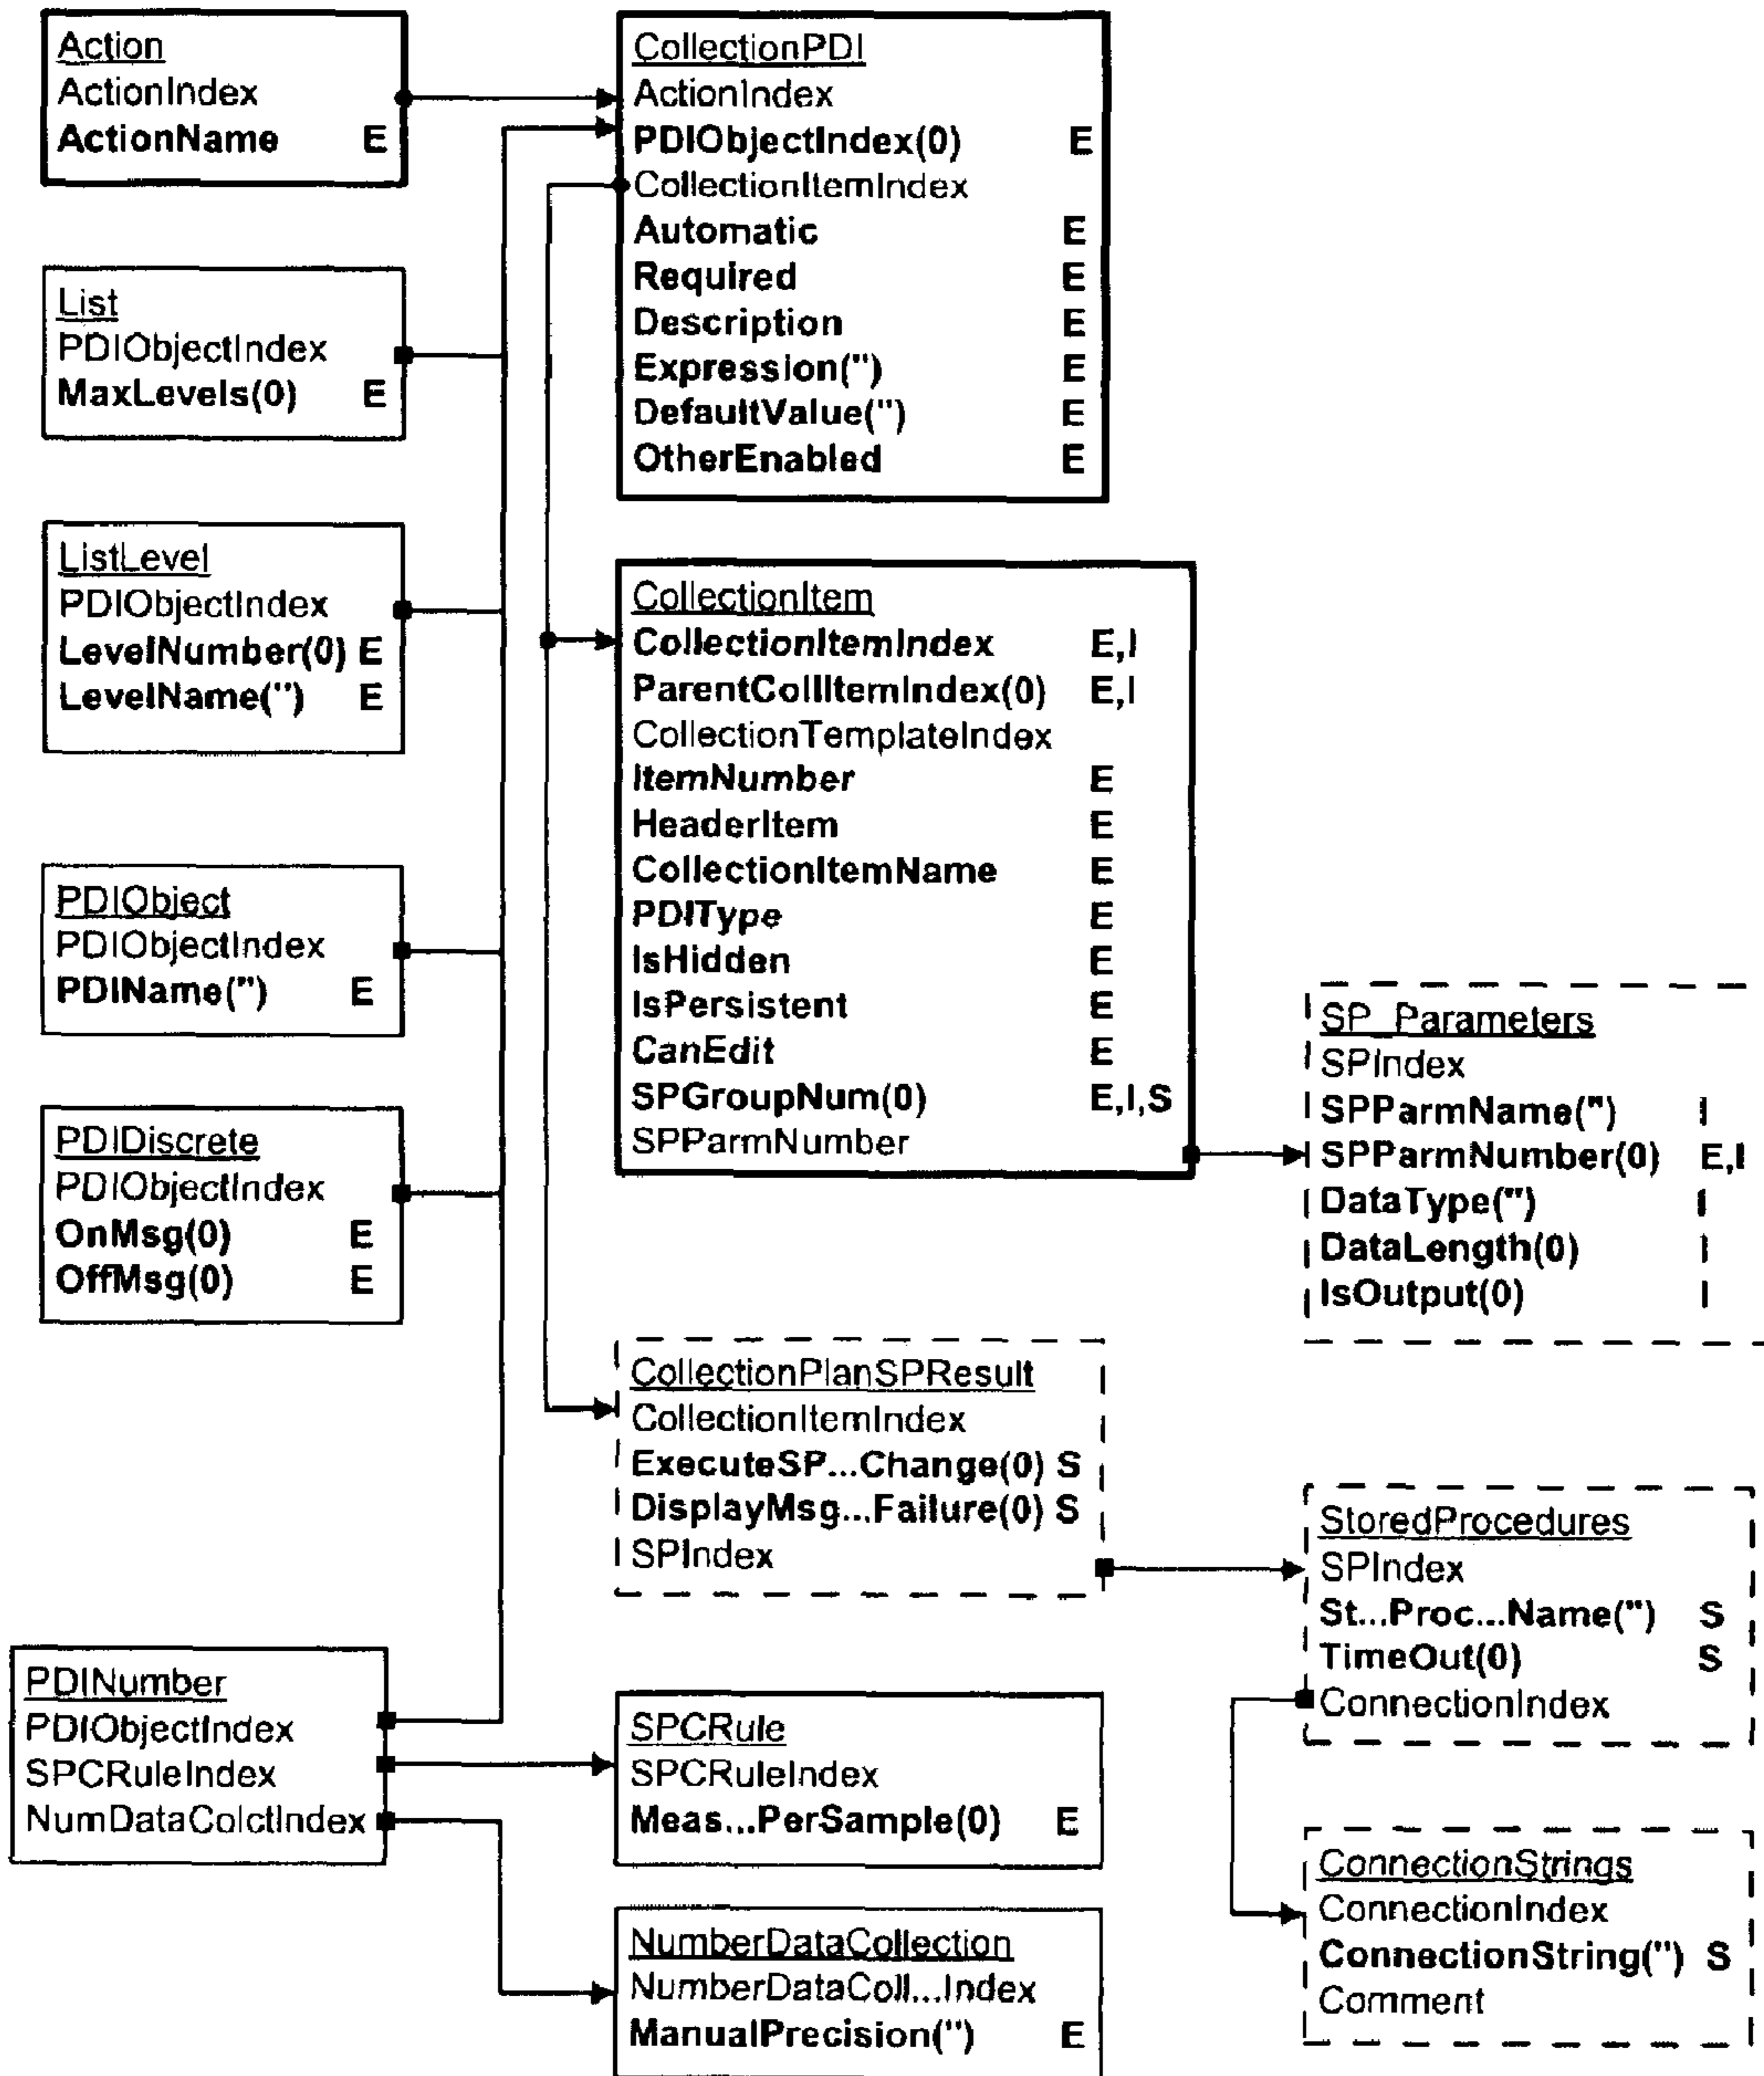 Action
ActionIndex
ActionName E
List
PDIObjectIndex
MaxLevels(0) E
ListLevel
PDIObjectIndex
LevelNumber(0) E
LevelName('') E
PDIObject
PDIObjectIndex
PDIName('') E
PDIDiscrete
PDIObjectIndex
OnMsg(0) E
OffMsg(0) E
PDINumber
PDIObjectIndex
SPCRuleIndex
NumDataColctIndex
CollectionPDI
ActionIndex
PDIObjectIndex(0) E
CollectionItemIndex
Automatic E
Required E
Description E
Expression('') E
DefaultValue('') E
OtherEnabled E
CollectionItem
CollectionItemIndex E,I
ParentCollItemIndex(0) E,I
CollectionTemplateIndex
ItemNumber E
HeaderItem E
CollectionItemName E
PDIType E
IsHidden E
IsPersistent E
CanEdit E
SPGroupNum(0) E,I,S
SPParmNumber
CollectionPlanSPResult
CollectionItemIndex
ExecuteSP...Change(0) S
DisplayMsg...Failure(0) S
SPIndex
SPCRule
SPCRuleIndex
Meas...PerSample(0) E
NumberDataCollection
NumberDataColl...Index
ManualPrecision('') E
SP_Parameters
SPIndex
SPParmName('') I
SPParmNumber(0) E,I
DataType('') I
DataLength(0) I
IsOutput(0) I
StoredProcedures
SPIndex
St...Proc...Name('') S
TimeOut(0) S
ConnectionIndex
ConnectionStrings
ConnectionIndex
ConnectionString('') S
Comment